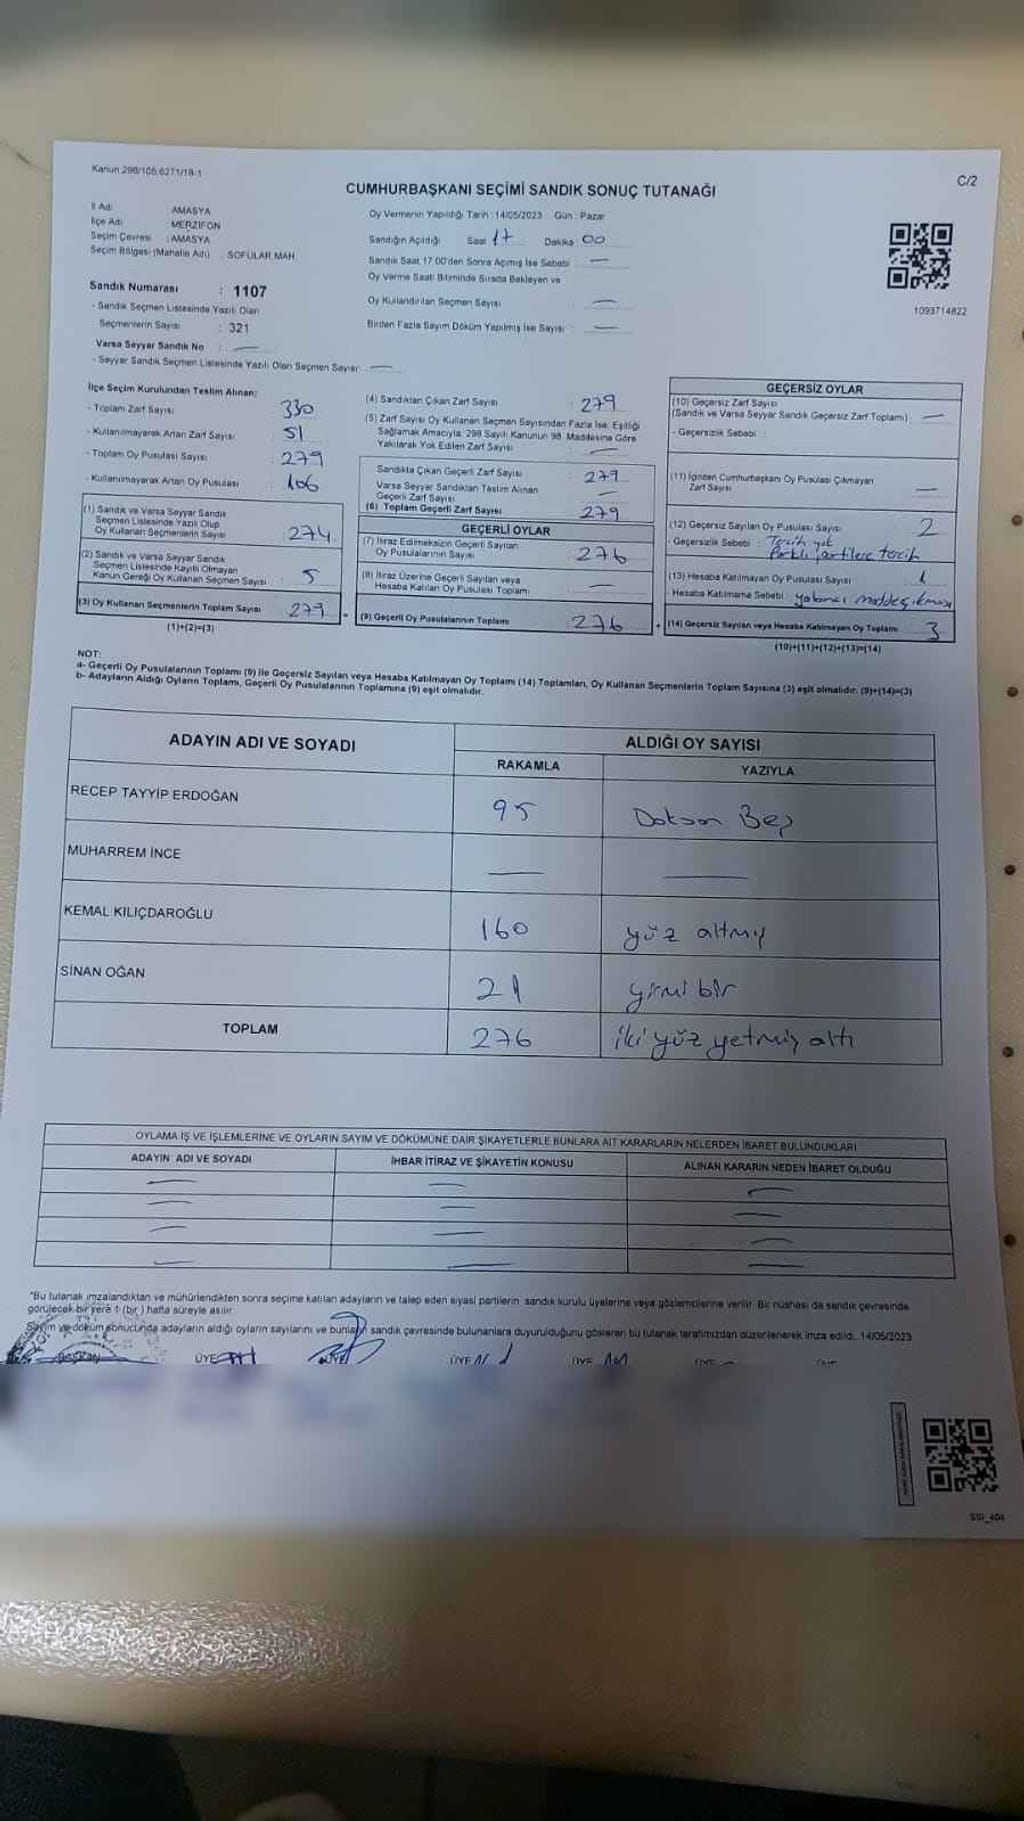 Kanun 298/105,6271/18-1
C/2
CUMHURBAŞKANI SEÇİMİ SANDIK SONUÇ TUTANAĞI
İl Adı : AMASYA
İlçe Adı : MERZİFON
Seçim Çevresi : AMASYA
Seçim Bölgesi (Mahalle Adı) : SOFULAR MAH
Sandık Numarası : 1107
- Sandık Seçmen Listesinde Yazılı Olan
Seçmenlerin Sayısı : 321
Varsa Seyyar Sandık No : —
- Seyyar Sandık Seçmen Listesinde Yazılı Olan Seçmen Sayısı : —
Oy Vermenin Yapıldığı Tarih : 14/05/2023 Gün : Pazar
Sandığın Açıldığı Saat 17 Dakika 00
Sandık Saat 17.00'den Sonra Açımış İse Sebebi —
Oy Verme Saati Bitiminde Sırada Bekleyen ve
Oy Kullandırılan Seçmen Sayısı : —
Birden Fazla Sayım Döküm Yapılmış İse Sayısı : —
1093714822
İlçe Seçim Kurulundan Teslim Alınan;
- Toplam Zarf Sayısı 330
- Kullanılmayarak Artan Zarf Sayısı 51
- Toplam Oy Pusulası Sayısı 279
- Kullanılmayarak Artan Oy Pusulası 106
(1) Sandık ve Varsa Seyyar Sandık
Seçmen Listesinde Yazılı Olup
Oy Kullanan Seçmenlerin Sayısı : 274
(2) Sandık ve Varsa Seyyar Sandık
Seçmen Listesinde Kayıtlı Olmayan
Kanun Gereği Oy Kullanan Seçmen Sayısı : 5
(3) Oy Kullanan Seçmenlerin Toplam Sayısı 279
(1)+(2)=(3)
(4) Sandıktan Çıkan Zarf Sayısı : 279
(5) Zarf Sayısı Oy Kullanan Seçmen Sayısından Fazla İse, Eşitliği
Sağlamak Amacıyla, 298 Sayılı Kanunun 98. Maddesine Göre
Yakılarak Yok Edilen Zarf Sayısı : —
Sandıkta Çıkan Geçerli Zarf Sayısı : 279
Varsa Seyyar Sandıktan Teslim Alınan
Geçerli Zarf Sayısı —
(6) Toplam Geçerli Zarf Sayısı : 279
GEÇERLİ OYLAR
(7) İtiraz Edilmeksizin Geçerli Sayılan
Oy Pusulalarının Sayısı : 276
(8) İtiraz Üzerine Geçerli Sayılan veya
Hesaba Katılan Oy Pusulası Toplamı : —
(9) Geçerli Oy Pusulalarının Toplamı 276
GEÇERSİZ OYLAR
(10) Geçersiz Zarf Sayısı
(Sandık ve Varsa Seyyar Sandık Geçersiz Zarf Toplamı) —
- Geçersizlik Sebebi :
(11) İçinden Cumhurbaşkanı Oy Pusulası Çıkmayan
Zarf Sayısı —
(12) Geçersiz Sayılan Oy Pusulası Sayısı 2
- Geçersizlik Sebebi : Tercih yok
Farklı partilere tercih
(13) Hesaba Katılmayan Oy Pusulası Sayısı 1
Hesaba Katılmama Sebebi : yabancı madde çıkması
(14) Geçersiz Sayılan veya Hesaba Katılmayan Oy Toplamı 3
(10)+(11)+(12)+(13)=(14)
NOT:
a- Geçerli Oy Pusulalarının Toplamı (9) ile Geçersiz Sayılan veya Hesaba Katılmayan Oy Toplamı (14) Toplamları, Oy Kullanan Seçmenlerin Toplam Sayısına (3) eşit olmalıdır. (9)+(14)=(3)
b- Adayların Aldığı Oyların Toplamı, Geçerli Oy Pusulalarının Toplamına (9) eşit olmalıdır.
ADAYIN ADI VE SOYADI ALDIĞI OY SAYISI
RAKAMLA YAZIYLA
RECEP TAYYİP ERDOĞAN 95 Doksan Beş
MUHARREM İNCE — —
KEMAL KILIÇDAROĞLU 160 yüz altmış
SİNAN OĞAN 21 yirmi bir
TOPLAM 276 iki yüz yetmiş altı
OYLAMA İŞ VE İŞLEMLERİNE VE OYLARIN SAYIM VE DÖKÜMÜNE DAİR ŞİKAYETLERLE BUNLARA AİT KARARLARIN NELERDEN İBARET BULUNDUKLARI
ADAYIN ADI VE SOYADI İHBAR İTİRAZ VE ŞİKAYETİN KONUSU ALINAN KARARIN NEDEN İBARET OLDUĞU
— — —
— — —
— — —
— — —
*Bu tutanak imzalandıktan ve mühürlendikten sonra seçime katılan adayların ve talep eden siyasi partilerin, sandık kurulu üyelerine veya gözlemcilerine verilir. Bir nüshası da sandık çevresinde
görülecek bir yere 1 (bir ) hafta süreyle asılır.
Sayım ve döküm sonucunda adayların aldığı oyların sayılarını ve bunların sandık çevresinde bulunanlara duyurulduğunu gösteren bu tutanak tarafımızdan düzenlenerek imza edildi. 14/05/2023
ÜYE ÜYE ÜYE ÜYE